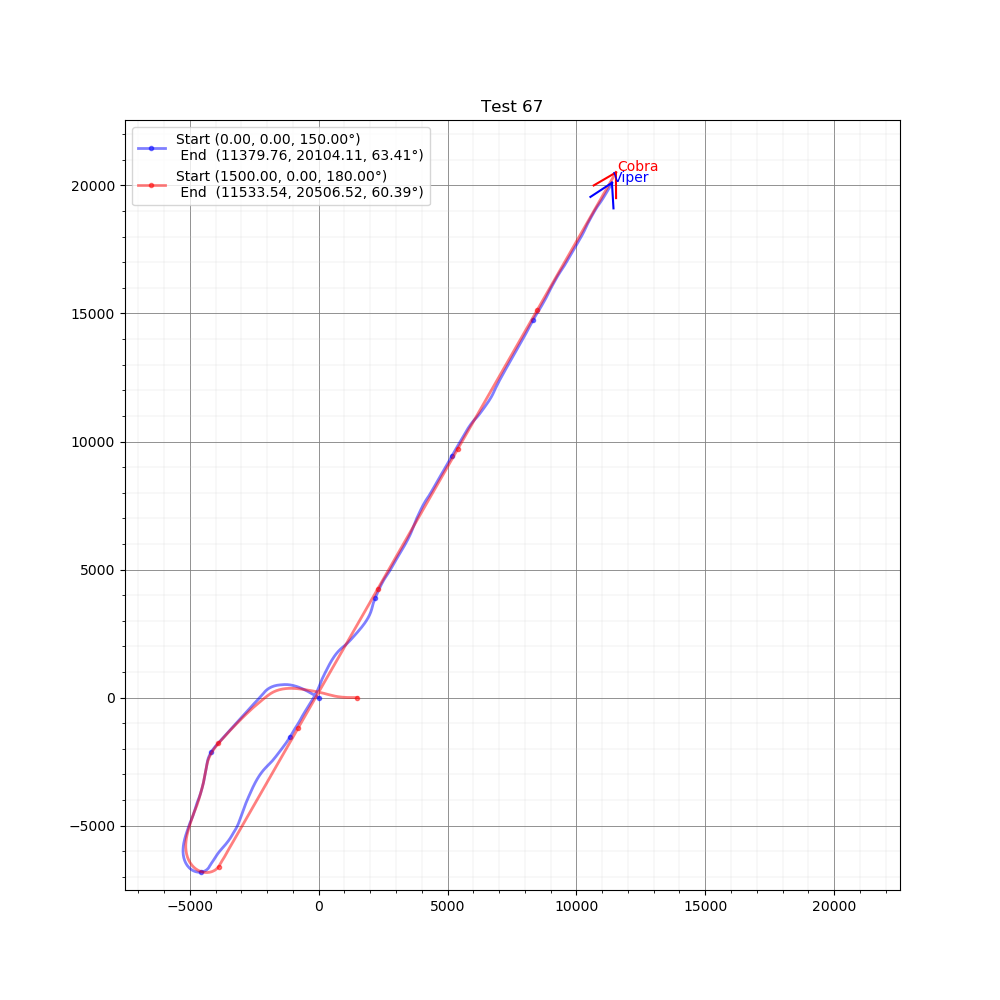 Test 67
Start (0.00, 0.00, 150.00°)
End (11379.76, 20104.11, 63.41°)
Start (1500.00, 0.00, 180.00°)
End (11533.54, 20506.52, 60.39°)
Cobra
Viper
20000
15000
10000
5000
0
−5000
−5000
0
5000
10000
15000
20000